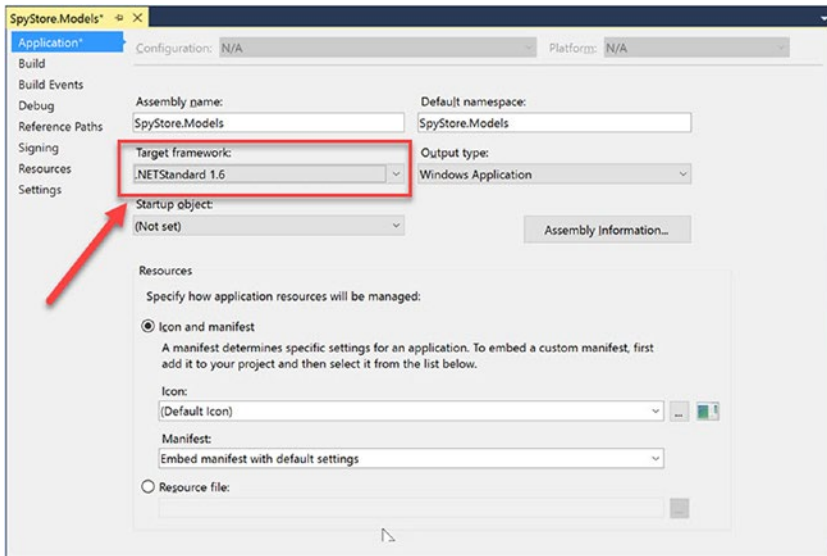 SpyStore.Models*
Application*
Configuration: N/A Platform: N/A
Build
Build Events
Debug
Reference Paths
Signing
Resources
Settings
Assembly name: Default namespace:
SpyStore.Models SpyStore.Models
Target framework: Output type:
.NETStandard 1.6 Windows Application
Startup object:
(Not set) Assembly Information...
Resources
Specify how application resources will be managed:
Icon and manifest
A manifest determines specific settings for an application. To embed a custom manifest, first
add it to your project and then select it from the list below.
Icon:
(Default Icon) ...
Manifest:
Embed manifest with default settings
Resource file:
...